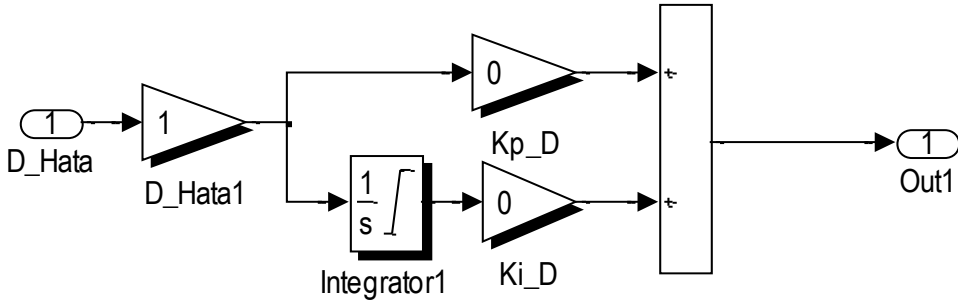 1
D_Hata
1
D_Hata1
0
Kp_D
1
s
Integrator1
0
Ki_D
+
+
1
Out1